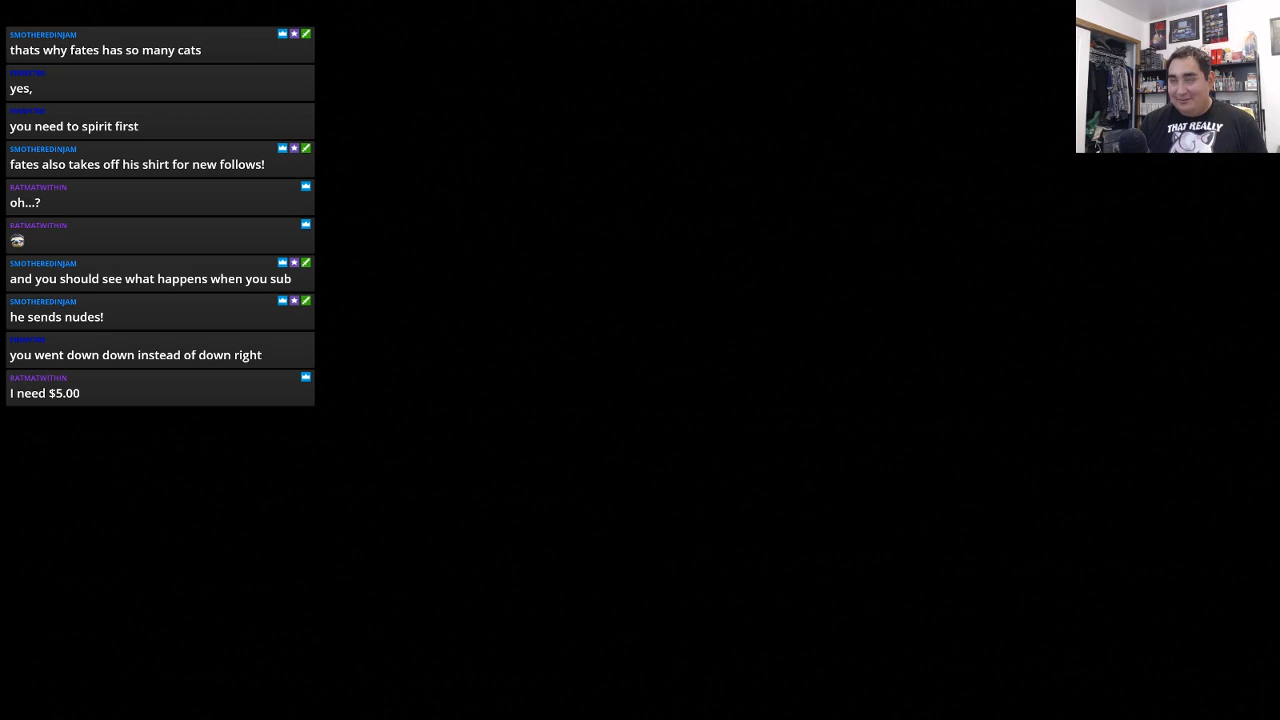 SMOTHEREDINJAM
thats why fates has so many cats
yes,
you need to spirit first
SMOTHEREDINJAM
fates also takes off his shirt for new follows!
RATMATWITHIN
oh...?
RATMATWITHIN
SMOTHEREDINJAM
and you should see what happens when you sub
SMOTHEREDINJAM
he sends nudes!
you went down down instead of down right
RATMATWITHIN
I need $5.00
THAT REALLY